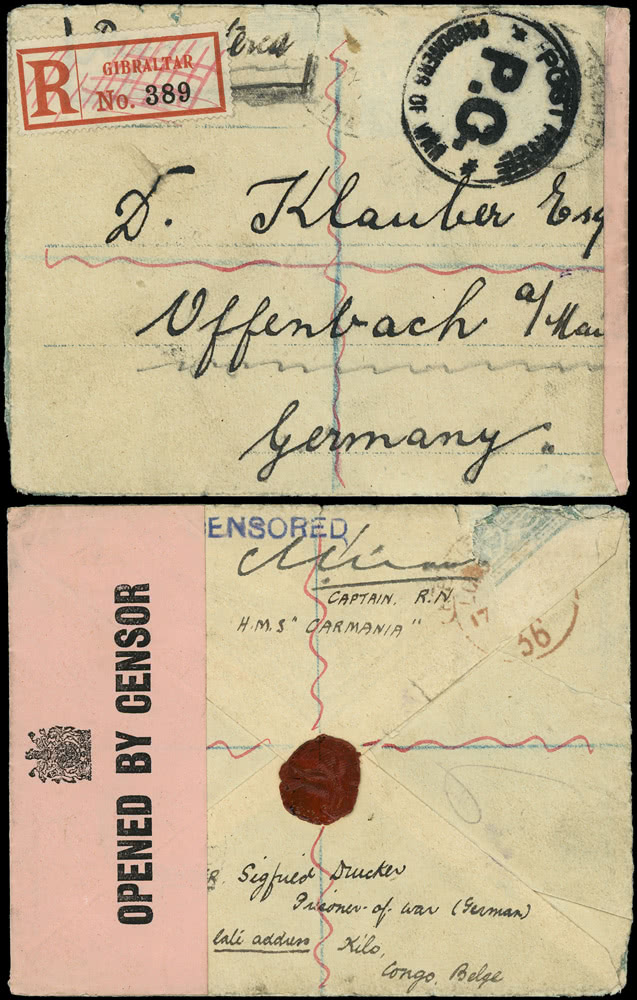 R
GIBRALTAR
No. 389
POST FREE
P.G.
PRISONERS OF WAR
D. Klauber Esq
Offenbach a/Mai
Germany.
OPENED BY CENSOR
ENSORED
CAPTAIN. R.N.
H.M.S "CARMANIA"
17
56
Sigfried Drucker
Prisoner-of-war (German)
late address Kilo,
Congo, Belge